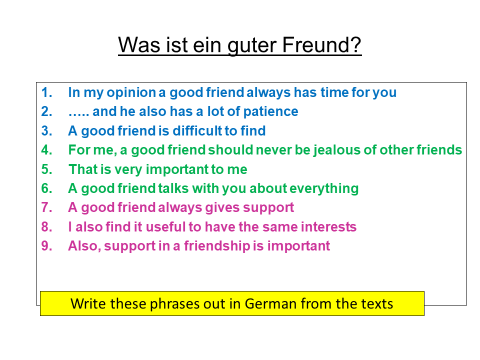 Was ist ein guter Freund?
1. In my opinion a good friend always has time for you
2. ….. and he also has a lot of patience
3. A good friend is difficult to find
4. For me, a good friend should never be jealous of other friends
5. That is very important to me
6. A good friend talks with you about everything
7. A good friend always gives support
8. I also find it useful to have the same interests
9. Also, support in a friendship is important
Write these phrases out in German from the texts